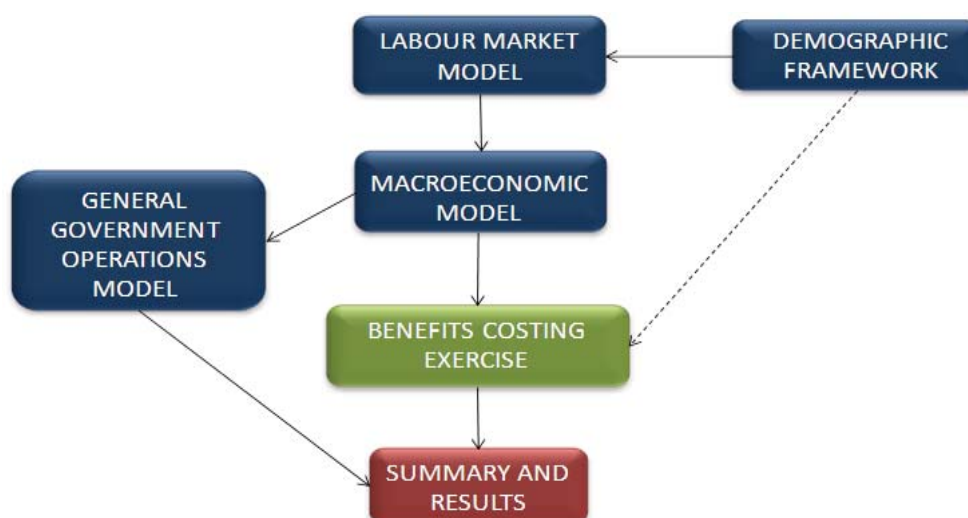 LABOUR MARKET
MODEL
DEMOGRAPHIC
FRAMEWORK
MACROECONOMIC
MODEL
GENERAL
GOVERNMENT
OPERATIONS
MODEL
BENEFITS COSTING
EXERCISE
SUMMARY AND
RESULTS